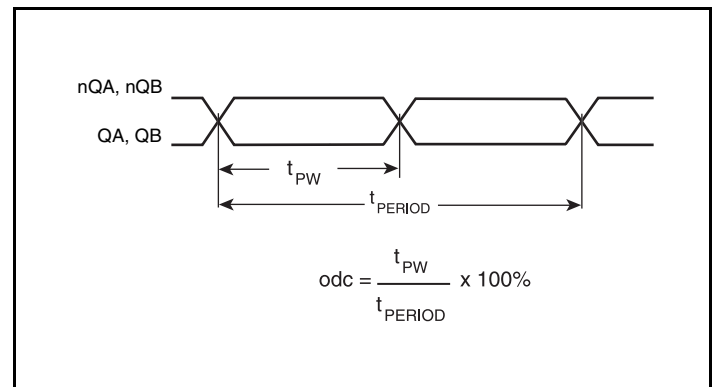 nQA, nQB
QA, QB
tPW
tPERIOD
odc = tPW / tPERIOD x 100%